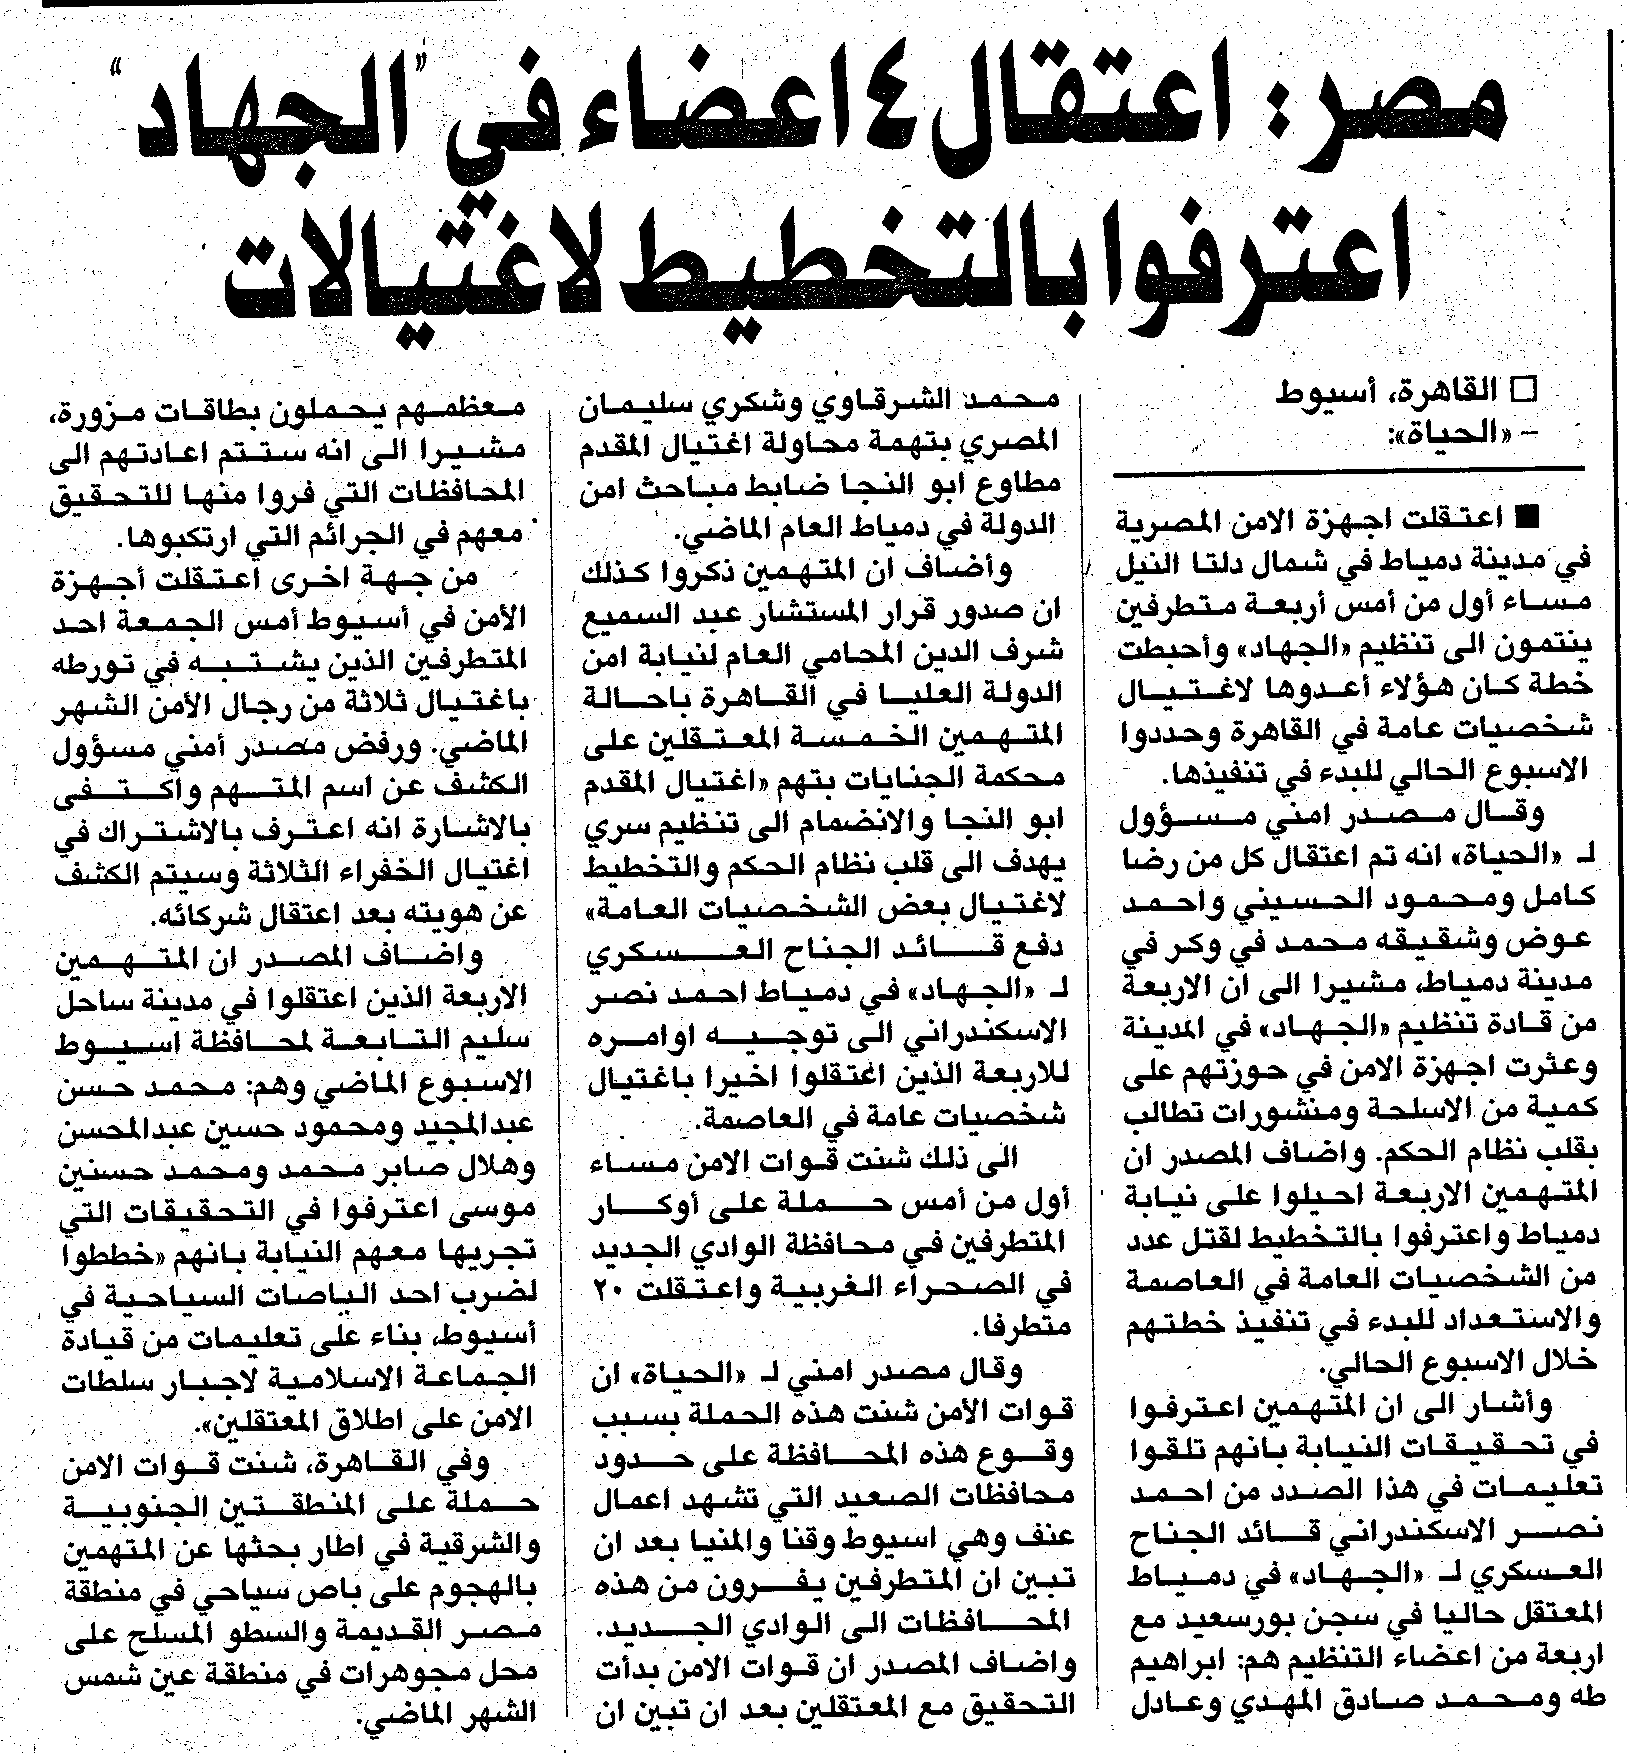 مصر: اعتقال ٤ اعضاء في "الجهاد"
اعترفوا بالتخطيط لاغتيالات
□ القاهرة، أسيوط
– «الحياة»:
■ اعتقلت اجهزة الامن المصرية
في مدينة دمياط في شمال دلتا النيل
مساء أول من أمس أربعة متطرفين
ينتمون الى تنظيم «الجهاد» وأحبطت
خطة كان هؤلاء أعدوها لاغتيال
شخصيات عامة في القاهرة وحددوا
الاسبوع الحالي للبدء في تنفيذها.
وقال مصدر امني مسؤول
لـ «الحياة» انه تم اعتقال كل من رضا
كامل ومحمود الحسيني واحمد
عوض وشقيقه محمد في وكر في
مدينة دمياط، مشيرا الى ان الاربعة
من قادة تنظيم «الجهاد» في المدينة
وعثرت اجهزة الامن في حوزتهم على
كمية من الاسلحة ومنشورات تطالب
بقلب نظام الحكم. واضاف المصدر ان
المتهمين الاربعة احيلوا على نيابة
دمياط واعترفوا بالتخطيط لقتل عدد
من الشخصيات العامة في العاصمة
والاستعداد للبدء في تنفيذ خطتهم
خلال الاسبوع الحالي.
وأشار الى ان المتهمين اعترفوا
في تحقيقات النيابة بانهم تلقوا
تعليمات في هذا الصدد من احمد
نصر الاسكندراني قائد الجناح
العسكري لـ «الجهاد» في دمياط
المعتقل حاليا في سجن بورسعيد مع
اربعة من اعضاء التنظيم هم: ابراهيم
طه ومحمد صادق المهدي وعادل
محمد الشرقاوي وشكري سليمان
المصري بتهمة محاولة اغتيال المقدم
مطاوع ابو النجا ضابط مباحث امن
الدولة في دمياط العام الماضي.
وأضاف ان المتهمين ذكروا كذلك
ان صدور قرار المستشار عبد السميع
شرف الدين المحامي العام لنيابة امن
الدولة العليا في القاهرة باحالة
المتهمين الخمسة المعتقلين على
محكمة الجنايات بتهم «اغتيال المقدم
ابو النجا والانضمام الى تنظيم سري
يهدف الى قلب نظام الحكم والتخطيط
لاغتيال بعض الشخصيات العامة»
دفع قائد الجناح العسكري
لـ «الجهاد» في دمياط احمد نصر
الاسكندراني الى توجيه اوامره
للاربعة الذين اعتقلوا اخيرا باغتيال
شخصيات عامة في العاصمة.
الى ذلك شنت قوات الامن مساء
أول من أمس حملة على أوكار
المتطرفين في محافظة الوادي الجديد
في الصحراء الغربية واعتقلت ٢٠
متطرفا.
وقال مصدر امني لـ «الحياة» ان
قوات الأمن شنت هذه الحملة بسبب
وقوع هذه المحافظة على حدود
محافظات الصعيد التي تشهد اعمال
عنف وهي اسيوط وقنا والمنيا بعد ان
تبين ان المتطرفين يفرون من هذه
المحافظات الى الوادي الجديد.
واضاف المصدر ان قوات الامن بدأت
التحقيق مع المعتقلين بعد ان تبين ان
معظمهم يحملون بطاقات مزورة،
مشيرا الى انه ستتم اعادتهم الى
المحافظات التي فروا منها للتحقيق
معهم في الجرائم التي ارتكبوها.
من جهة اخرى اعتقلت أجهزة
الأمن في أسيوط أمس الجمعة احد
المتطرفين الذين يشتبه في تورطه
باغتيال ثلاثة من رجال الأمن الشهر
الماضي. ورفض مصدر أمني مسؤول
الكشف عن اسم المتهم واكتفى
بالاشارة انه اعترف بالاشتراك في
اغتيال الخفراء الثلاثة وسيتم الكشف
عن هويته بعد اعتقال شركائه.
واضاف المصدر ان المتهمين
الاربعة الذين اعتقلوا في مدينة ساحل
سليم التابعة لمحافظة اسيوط
الاسبوع الماضي وهم: محمد حسن
عبدالمجيد ومحمود حسين عبدالمحسن
وهلال صابر محمد ومحمد حسنين
موسى اعترفوا في التحقيقات التي
تجريها معهم النيابة بانهم «خططوا
لضرب احد الباصات السياحية في
أسيوط، بناء على تعليمات من قيادة
الجماعة الاسلامية لاجبار سلطات
الامن على اطلاق المعتقلين».
وفي القاهرة، شنت قوات الامن
حملة على المنطقتين الجنوبية
والشرقية في اطار بحثها عن المتهمين
بالهجوم على باص سياحي في منطقة
مصر القديمة والسطو المسلح على
محل مجوهرات في منطقة عين شمس
الشهر الماضي.